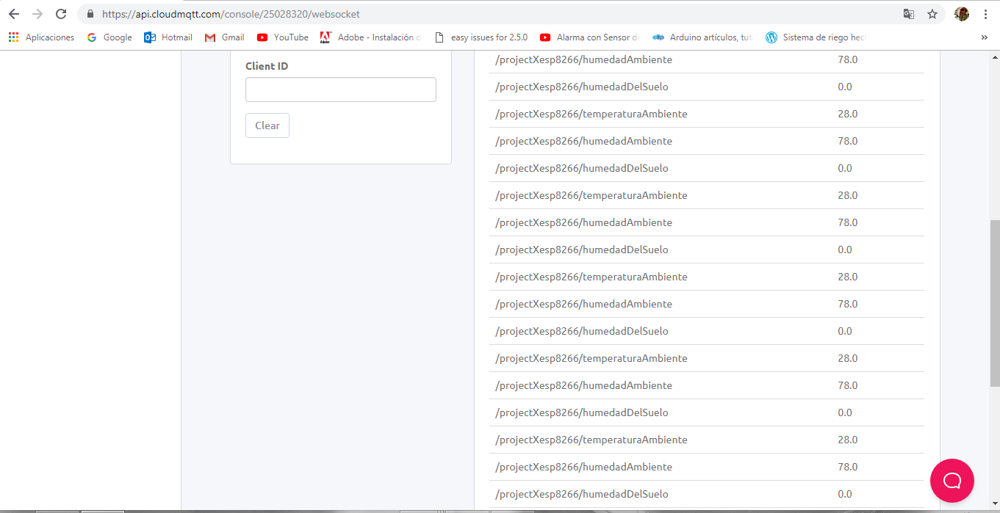 https://api.cloudmqtt.com/console/25028320/websocket
Aplicaciones Google Hotmail Gmail YouTube Adobe - Instalación d easy issues for 2.5.0 Alarma con Sensor de Arduino artículos, tut Sistema de riego hec »
Client ID
Clear
/projectXesp8266/humedadAmbiente 78.0
/projectXesp8266/humedadDelSuelo 0.0
/projectXesp8266/temperaturaAmbiente 28.0
/projectXesp8266/humedadAmbiente 78.0
/projectXesp8266/humedadDelSuelo 0.0
/projectXesp8266/temperaturaAmbiente 28.0
/projectXesp8266/humedadAmbiente 78.0
/projectXesp8266/humedadDelSuelo 0.0
/projectXesp8266/temperaturaAmbiente 28.0
/projectXesp8266/humedadAmbiente 78.0
/projectXesp8266/humedadDelSuelo 0.0
/projectXesp8266/temperaturaAmbiente 28.0
/projectXesp8266/humedadAmbiente 78.0
/projectXesp8266/humedadDelSuelo 0.0
/projectXesp8266/temperaturaAmbiente 28.0
/projectXesp8266/humedadAmbiente 78.0
/projectXesp8266/humedadDelSuelo 0.0